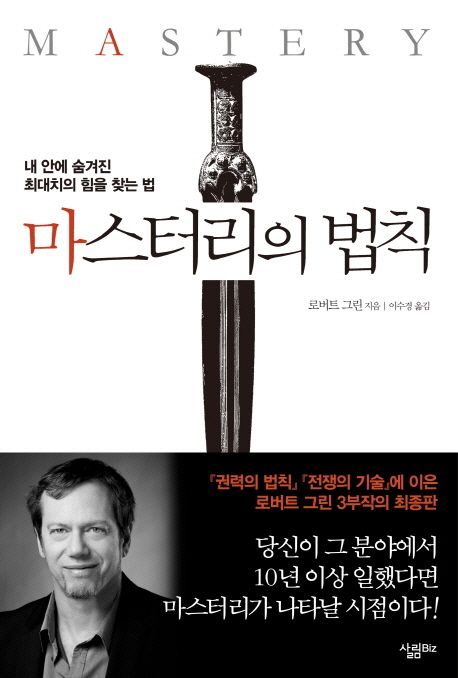 MASTERY
내 안에 숨겨진
최대치의 힘을 찾는 법
마스터리의 법칙
로버트 그린 지음 | 이수경 옮김
『권력의 법칙』 『전쟁의 기술』에 이은
로버트 그린 3부작의 최종판
당신이 그 분야에서
10년 이상 일했다면
마스터리가 나타날 시점이다!
살림Biz